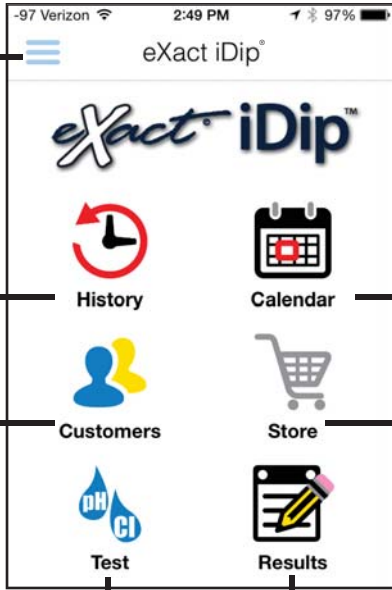 -97 Verizon 2:49 PM 97%
eXact iDip®
eXact® iDip™
History Calendar
Customers Store
pH
Cl
Test Results